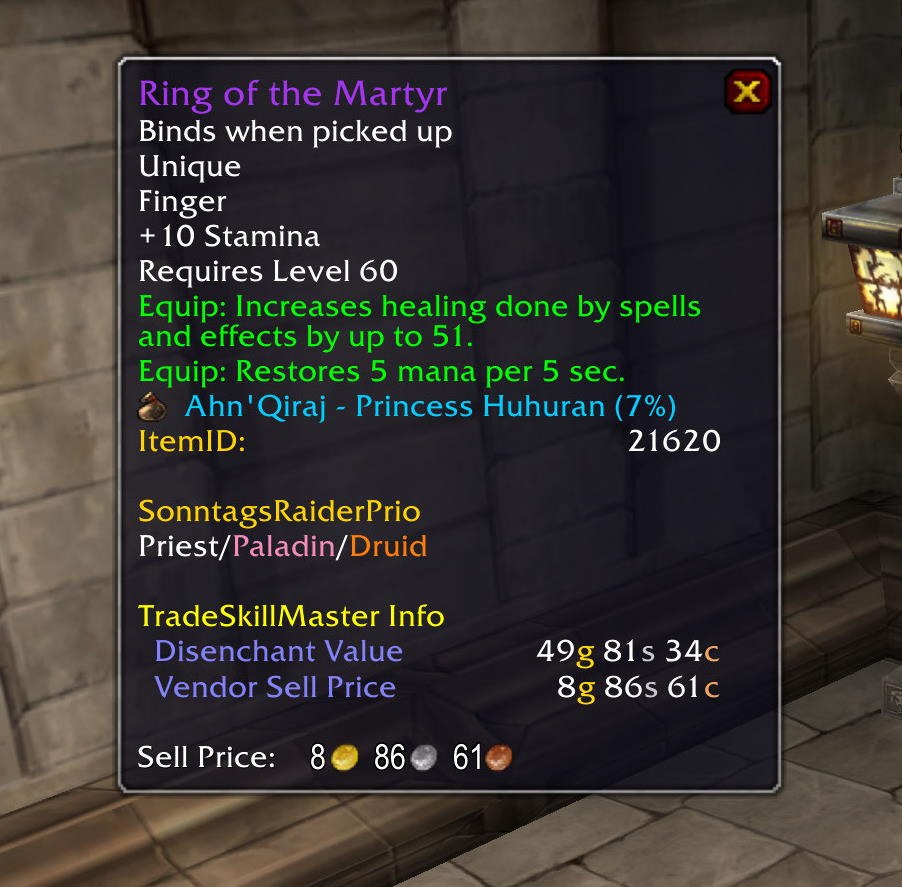 Ring of the Martyr
Binds when picked up
Unique
Finger
+10 Stamina
Requires Level 60
Equip: Increases healing done by spells
and effects by up to 51.
Equip: Restores 5 mana per 5 sec.
Ahn'Qiraj - Princess Huhuran (7%)
ItemID: 21620
SonntagsRaiderPrio
Priest/Paladin/Druid
TradeSkillMaster Info
Disenchant Value 49g 81s 34c
Vendor Sell Price 8g 86s 61c
Sell Price: 8 86 61